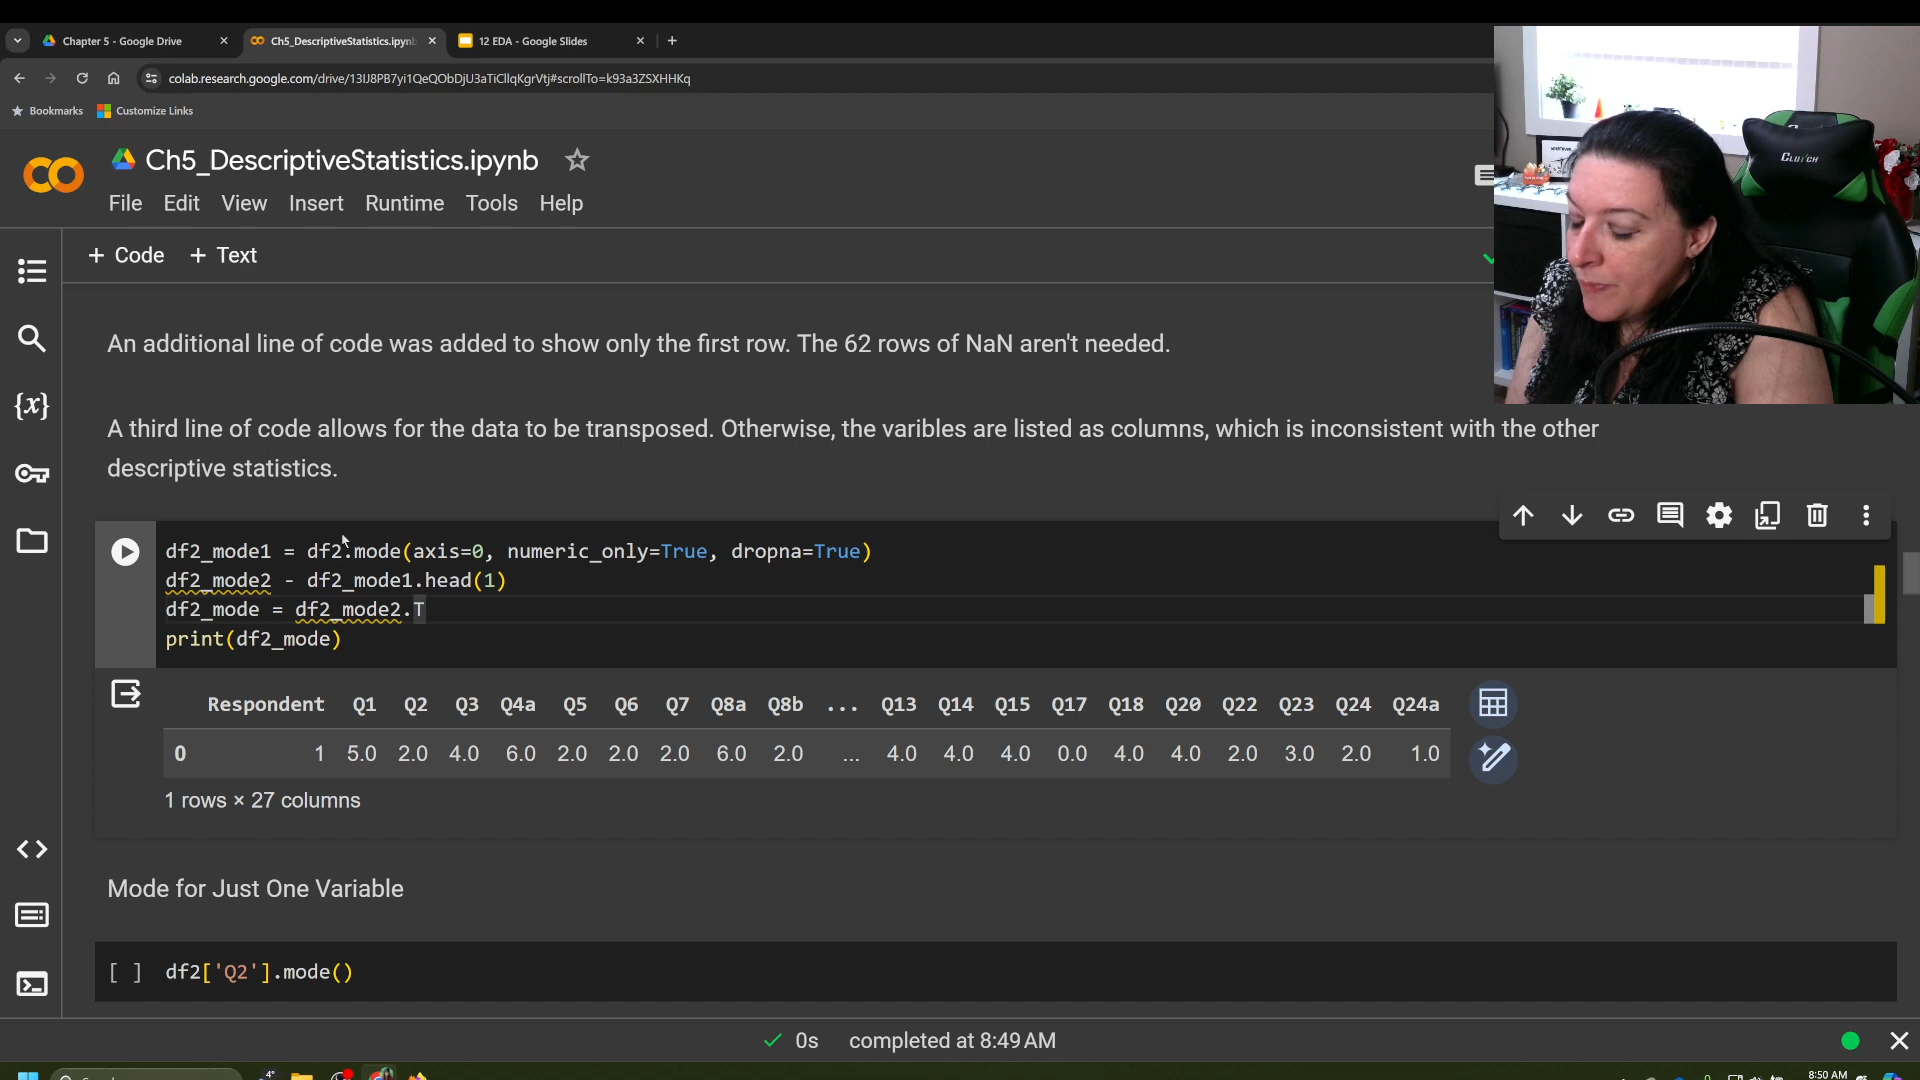 Chapter 5 - Google Drive
Ch5_DescriptiveStatistics.ipynb
12 EDA - Google Slides
colab.research.google.com/drive/13IJ8PB7yi1QeQObDjU3aTiCllqKgrVtj#scrollTo=k93a3ZSXHHKq
Bookmarks
Customize Links
Ch5_DescriptiveStatistics.ipynb
File Edit View Insert Runtime Tools Help
+ Code + Text
CLUTCH
An additional line of code was added to show only the first row. The 62 rows of NaN aren't needed.
A third line of code allows for the data to be transposed. Otherwise, the varibles are listed as columns, which is inconsistent with the other
descriptive statistics.
df2_mode1 = df2.mode(axis=0, numeric_only=True, dropna=True)
df2_mode2 - df2_mode1.head(1)
df2_mode = df2_mode2.T
print(df2_mode)
Respondent Q1 Q2 Q3 Q4a Q5 Q6 Q7 Q8a Q8b ... Q13 Q14 Q15 Q17 Q18 Q20 Q22 Q23 Q24 Q24a
0 1 5.0 2.0 4.0 6.0 2.0 2.0 2.0 6.0 2.0 ... 4.0 4.0 4.0 0.0 4.0 4.0 2.0 3.0 2.0 1.0
1 rows × 27 columns
Mode for Just One Variable
[ ] df2['Q2'].mode()
0s completed at 8:49 AM
4°
8:50 AM